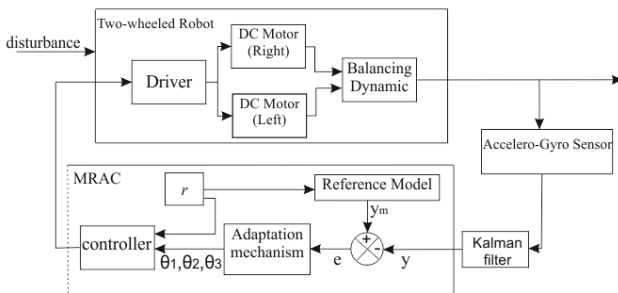 Two-wheeled Robot
disturbance
DC Motor
(Right)
Driver
Balancing
Dynamic
DC Motor
(Left)
Accelero-Gyro Sensor
MRAC
r
Reference Model
ym
+
-
controller
Adaptation
mechanism
θ1,θ2,θ3
e
y
Kalman
filter